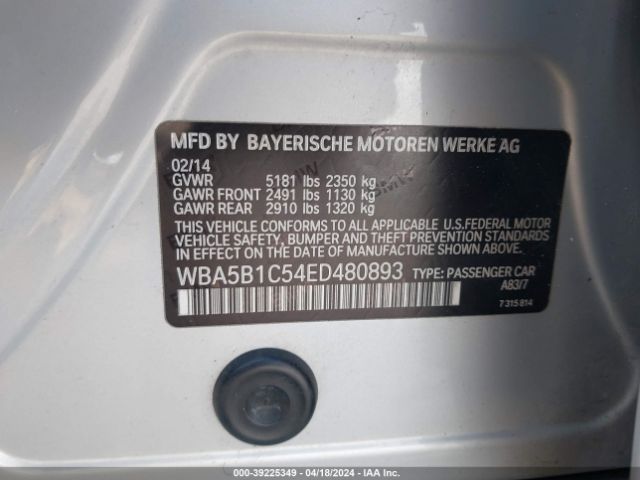 MFD BY BAYERISCHE MOTOREN WERKE AG
02/14
GVWR 5181 lbs 2350 kg
GAWR FRONT 2491 lbs 1130 kg
GAWR REAR 2910 lbs 1320 kg
THIS VEHICLE CONFORMS TO ALL APPLICABLE U.S.FEDERAL MOTOR
VEHICLE SAFETY, BUMPER AND THEFT PREVENTION STANDARDS
IN EFFECT ON THE DATE OF MANUFACTURE SHOWN ABOVE.
WBA5B1C54ED480893 TYPE: PASSENGER CAR
A83/7
7315814
000-39225349 - 04/18/2024 - IAA Inc.